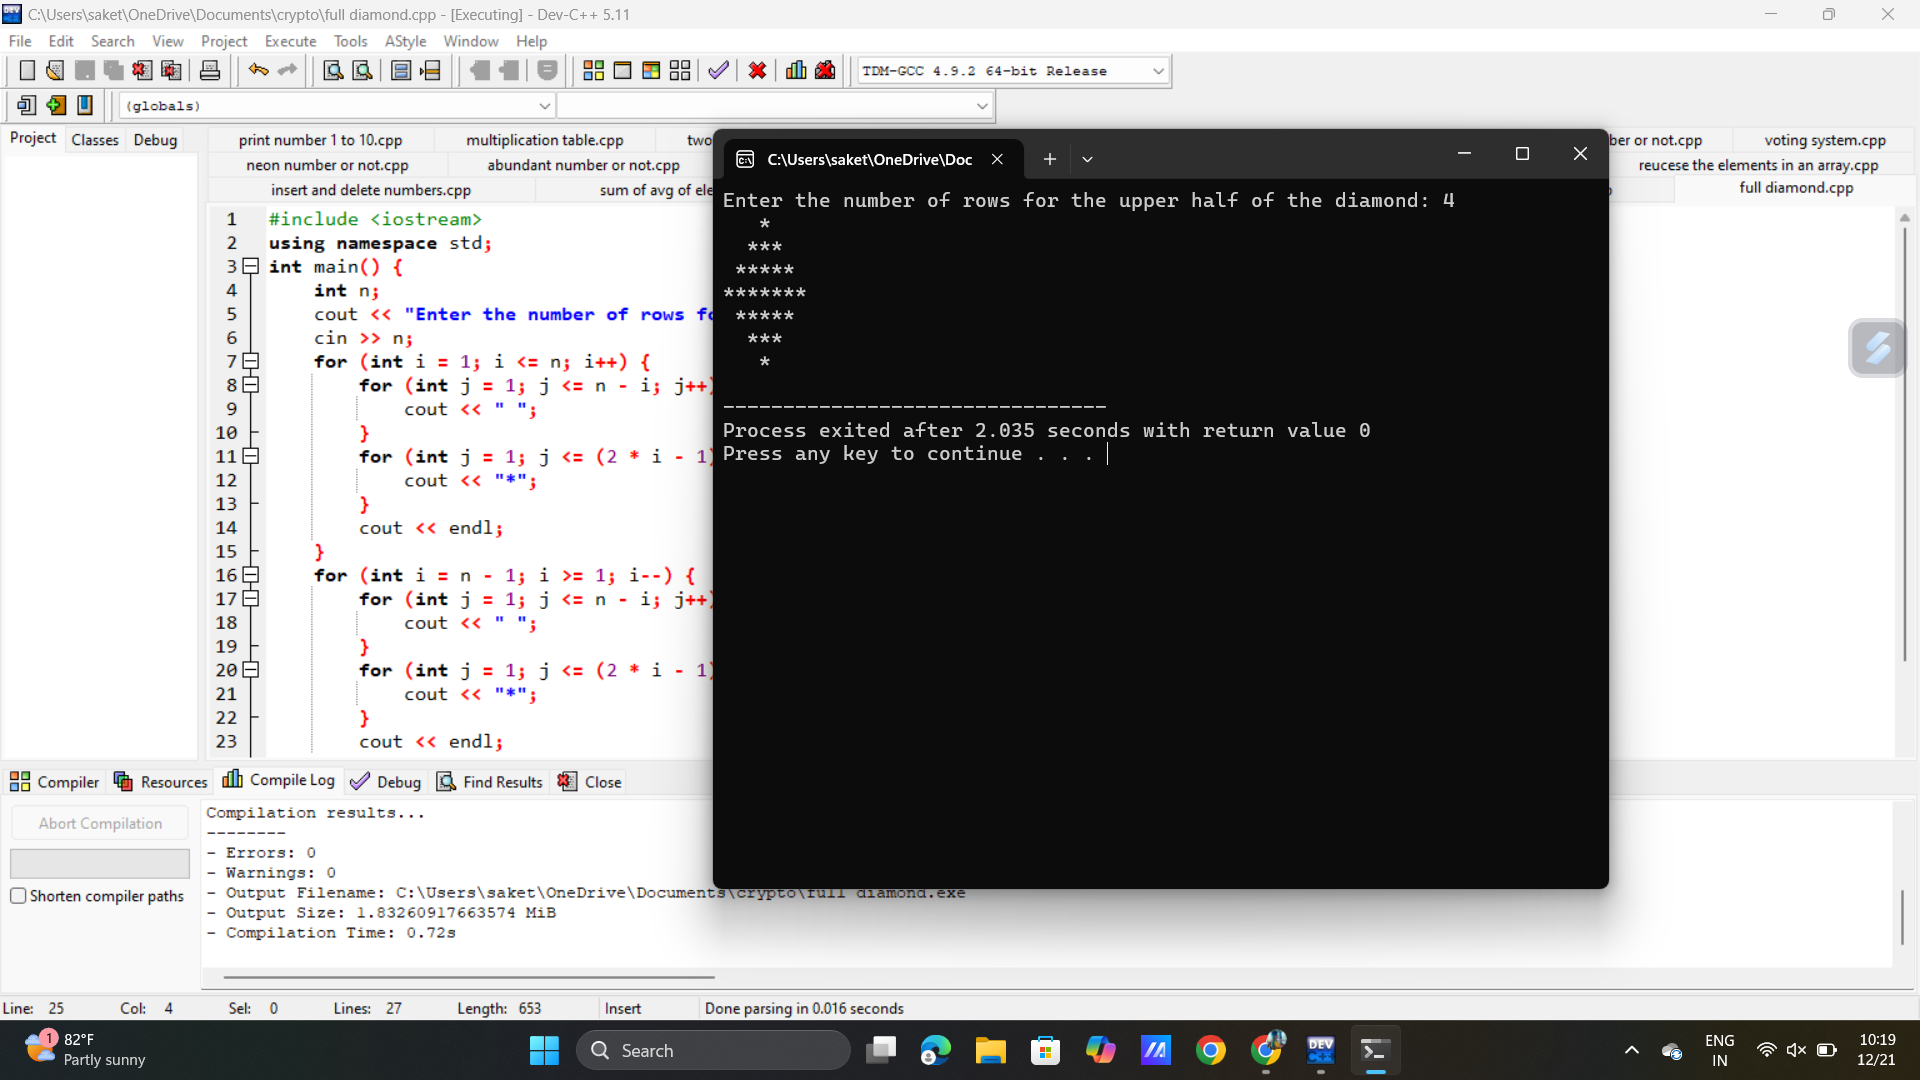 C:\Users\saket\OneDrive\Documents\crypto\full diamond.cpp - [Executing] - Dev-C++ 5.11
File Edit Search View Project Execute Tools AStyle Window Help
TDM-GCC 4.9.2 64-bit Release
(globals)
Project Classes Debug
print number 1 to 10.cpp multiplication table.cpp two ber or not.cpp voting system.cpp
neon number or not.cpp abundant number or not.cpp reucese the elements in an array.cpp
insert and delete numbers.cpp sum of avg of ele full diamond.cpp
1 #include <iostream>
2 using namespace std;
3 int main() {
4 int n;
5 cout << "Enter the number of rows fo
6 cin >> n;
7 for (int i = 1; i <= n; i++) {
8 for (int j = 1; j <= n - i; j++)
9 cout << " ";
10 }
11 for (int j = 1; j <= (2 * i - 1)
12 cout << "*";
13 }
14 cout << endl;
15 }
16 for (int i = n - 1; i >= 1; i--) {
17 for (int j = 1; j <= n - i; j++)
18 cout << " ";
19 }
20 for (int j = 1; j <= (2 * i - 1)
21 cout << "*";
22 }
23 cout << endl;
C:\Users\saket\OneDrive\Doc
Enter the number of rows for the upper half of the diamond: 4
   *
  ***
 *****
*******
 *****
  ***
   *
--------------------------------
Process exited after 2.035 seconds with return value 0
Press any key to continue . . .
Compiler Resources Compile Log Debug Find Results Close
Abort Compilation
Shorten compiler paths
Compilation results...
--------
- Errors: 0
- Warnings: 0
- Output Filename: C:\Users\saket\OneDrive\Documents\crypto\full diamond.exe
- Output Size: 1.83260917663574 MiB
- Compilation Time: 0.72s
Line: 25 Col: 4 Sel: 0 Lines: 27 Length: 653 Insert Done parsing in 0.016 seconds
1
82°F
Partly sunny
Search
DEV
ENG
IN
10:19
12/21